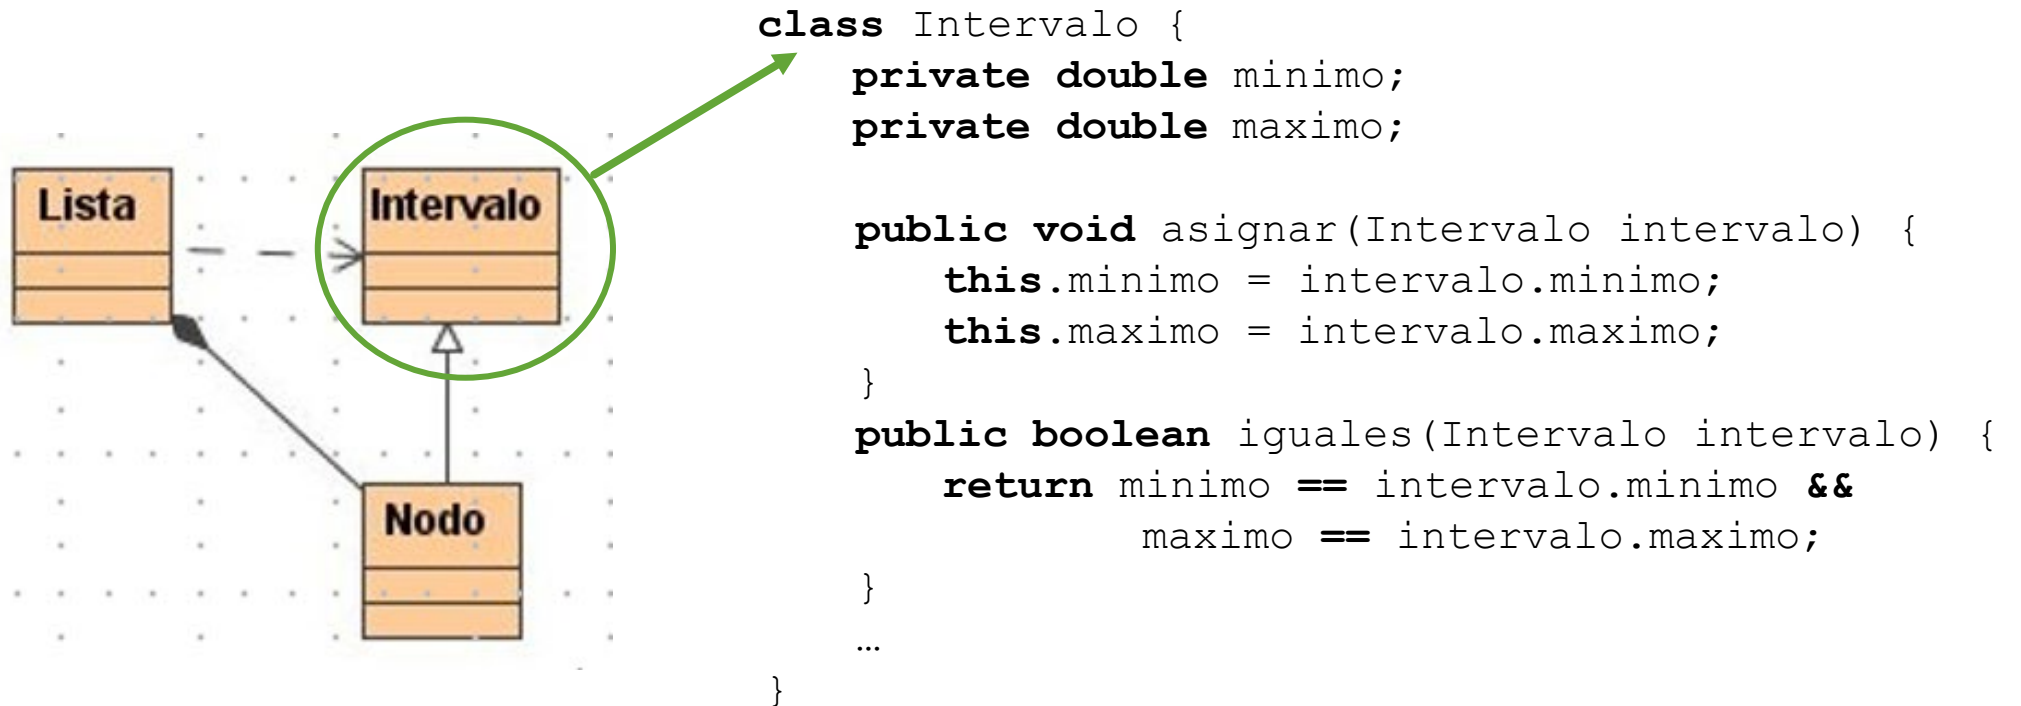 class Intervalo {
private double minimo;
private double maximo;
Lista
Intervalo
public void asignar(Intervalo intervalo) {
this.minimo = intervalo.minimo;
this.maximo = intervalo.maximo;
}
public boolean iguales(Intervalo intervalo) {
return minimo == intervalo.minimo &&
maximo == intervalo.maximo;
}
…
}
Nodo